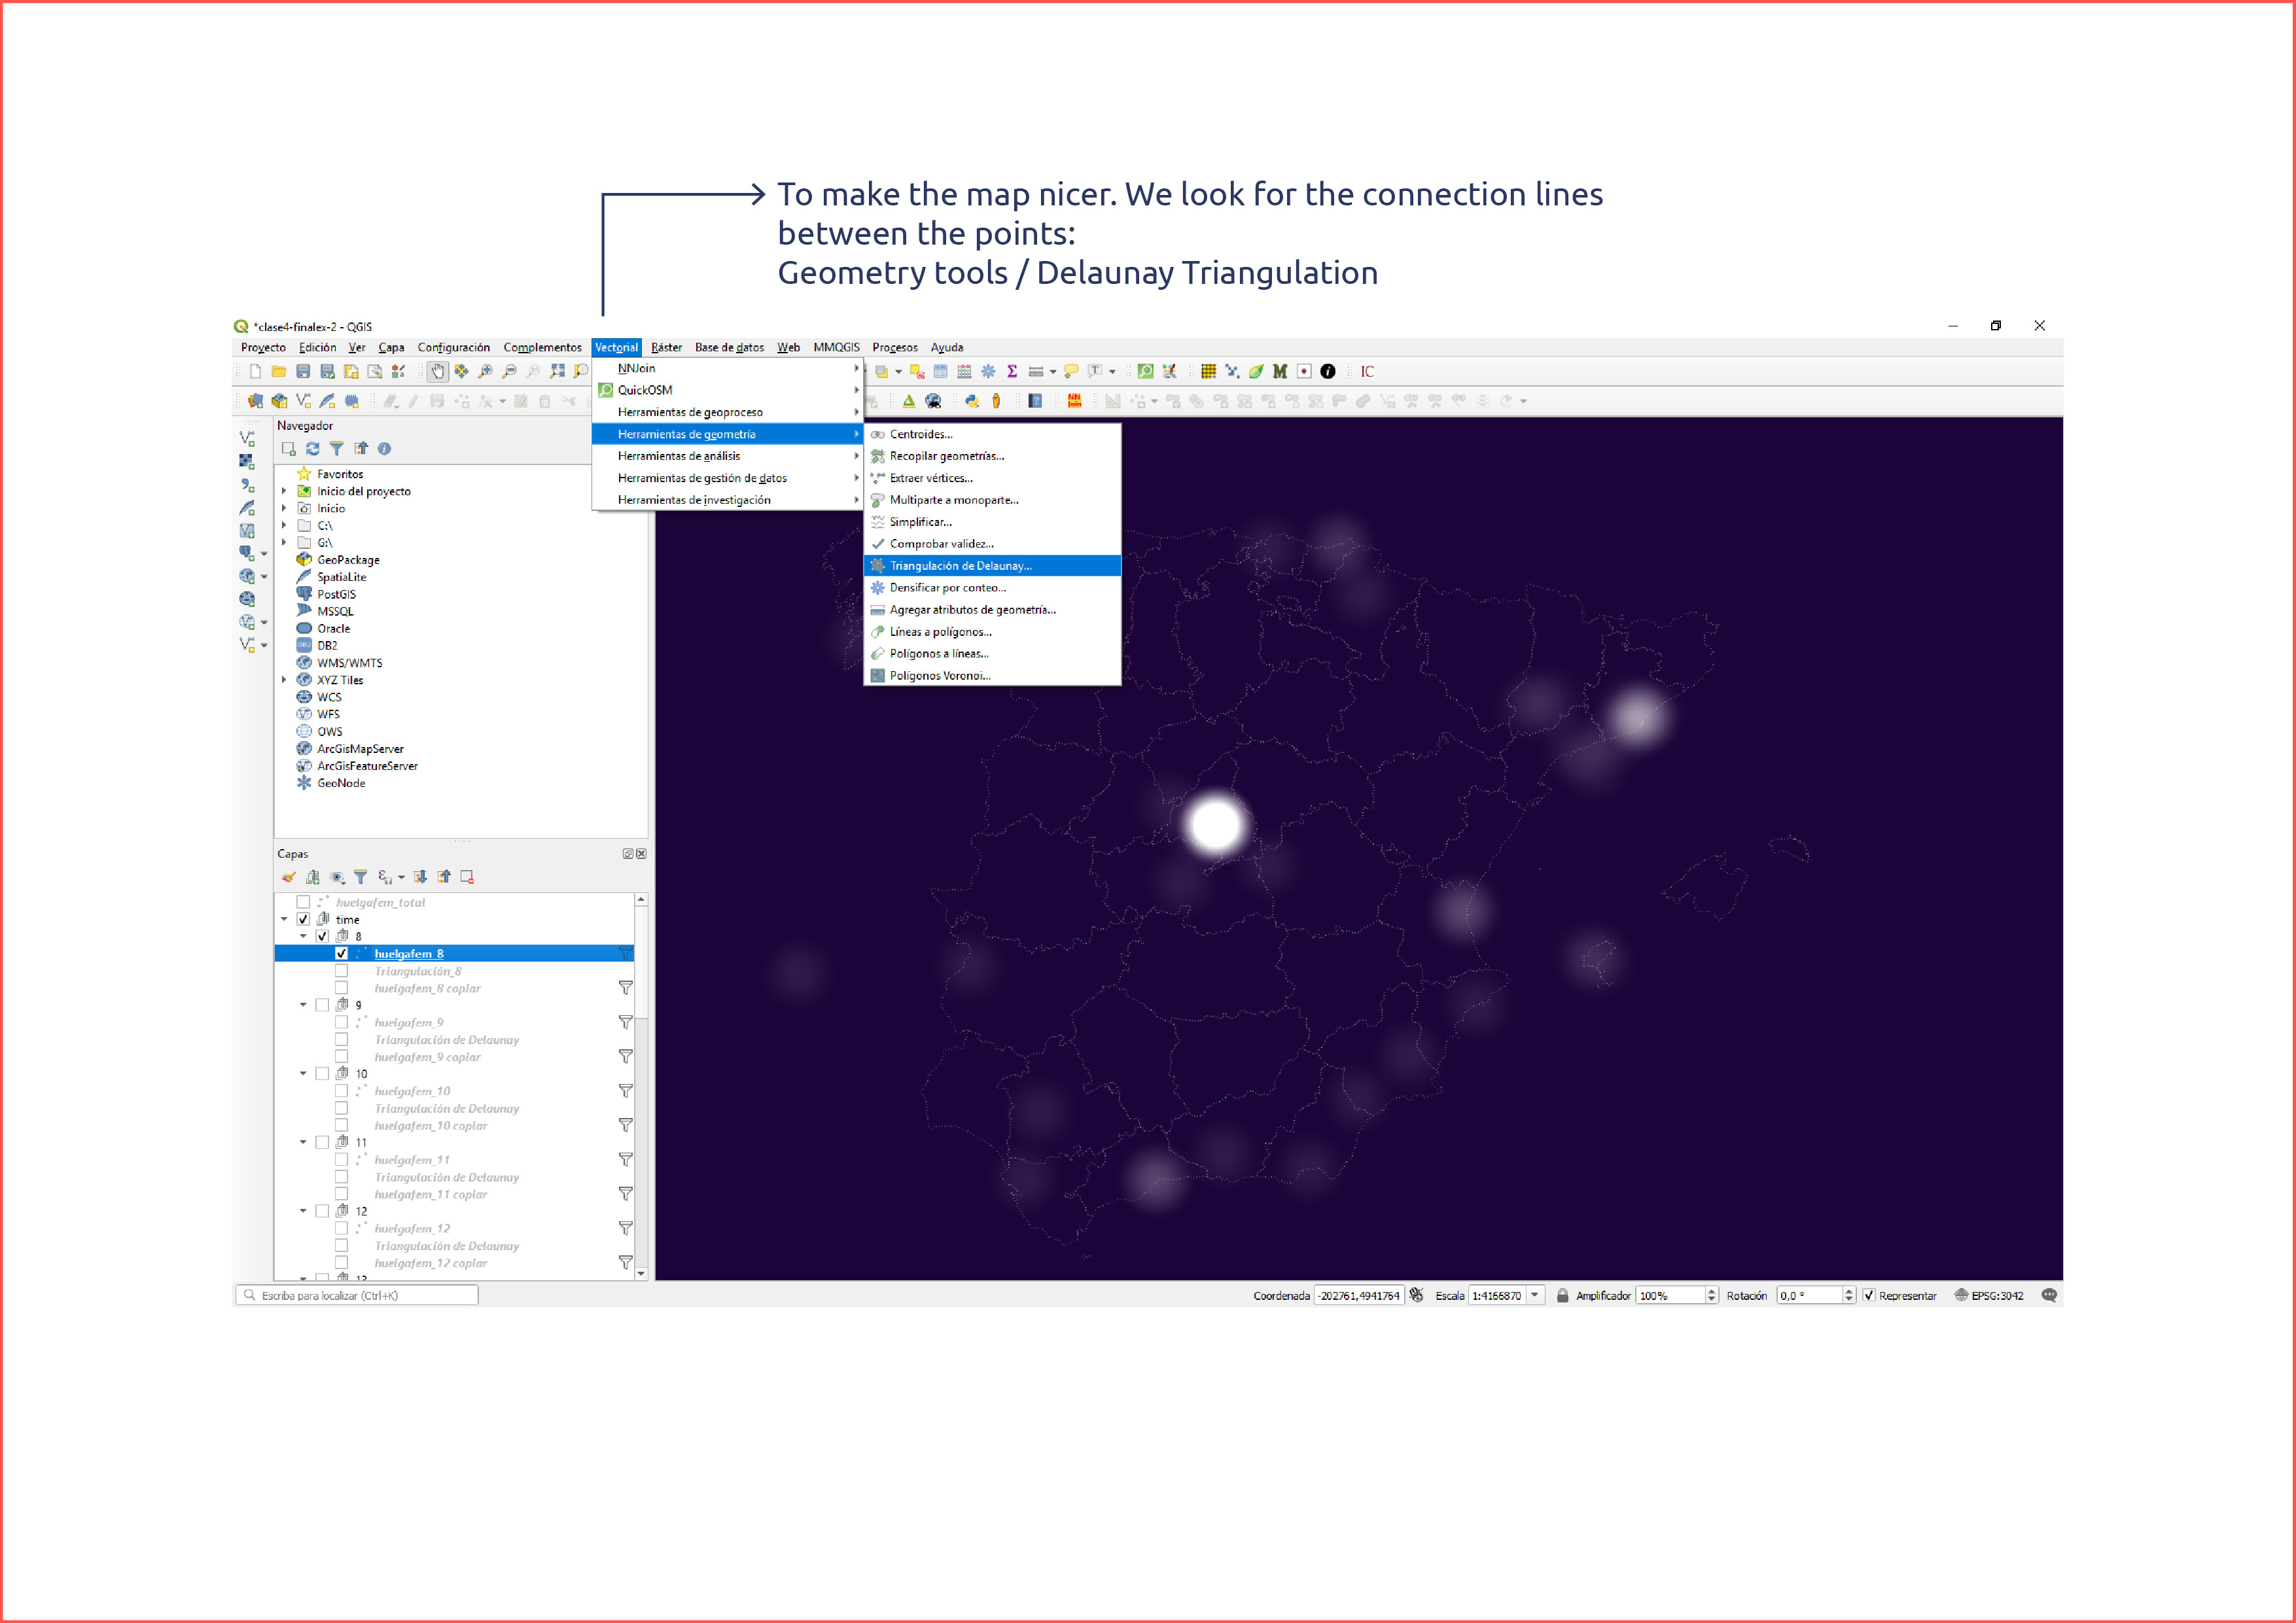 To make the map nicer. We look for the connection lines
between the points:
Geometry tools / Delaunay Triangulation
*clase4-finalex-2 - QGIS
Proyecto Edición Ver Capa Configuración Complementos Vectorial Ráster Base de datos Web MMQGIS Procesos Ayuda
NNJoin
QuickOSM
Herramientas de geoproceso
Herramientas de geometría
Herramientas de análisis
Herramientas de gestión de datos
Herramientas de investigación
Centroides...
Recopilar geometrías...
Extraer vértices...
Multiparte a monoparte...
Simplificar...
Comprobar validez...
Triangulación de Delaunay...
Densificar por conteo...
Agregar atributos de geometría...
Líneas a polígonos...
Polígonos a líneas...
Polígonos Voronoi...
M IC
Navegador
Favoritos
Inicio del proyecto
Inicio
C:\
G:\
GeoPackage
SpatiaLite
PostGIS
MSSQL
Oracle
DB2
WMS/WMTS
XYZ Tiles
WCS
WFS
OWS
ArcGisMapServer
ArcGisFeatureServer
GeoNode
Capas
huelgafem_total
time
8
huelgafem_8
Triangulación_8
huelgafem_8 copiar
9
huelgafem_9
Triangulación de Delaunay
huelgafem_9 copiar
10
huelgafem_10
Triangulación de Delaunay
huelgafem_10 copiar
11
huelgafem_11
Triangulación de Delaunay
huelgafem_11 copiar
12
huelgafem_12
Triangulación de Delaunay
huelgafem_12 copiar
Escriba para localizar (Ctrl+K)
Coordenada -202761,4941764 Escala 1:4166870 Amplificador 100% Rotación 0,0 ° Representar EPSG:3042